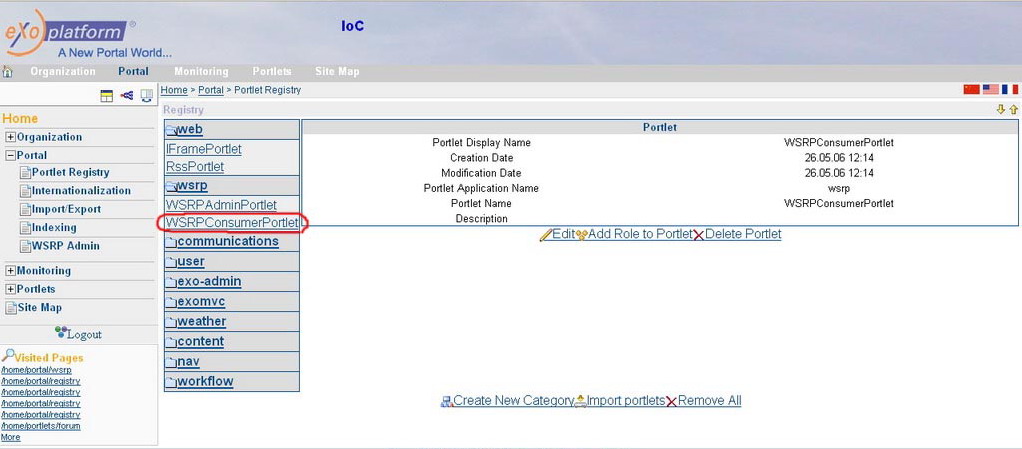 eXo platform®
A New Portal World...
IoC
Organization Portal Monitoring Portlets Site Map
Home > Portal > Portlet Registry
Home
Organization
Portal
Portlet Registry
Internationalization
Import/Export
Indexing
WSRP Admin
Monitoring
Portlets
Site Map
Logout
Visited Pages
/home/portal/wsrp
/home/portal/registry
/home/portal/registry
/home/portal/registry
/home/portal/registry
/home/portlets/forum
More
Registry
web
IFramePortlet
RssPortlet
wsrp
WSRPAdminPortlet
WSRPConsumerPortlet
communications
user
exo-admin
exomvc
weather
content
nav
workflow
Portlet
Portlet Display Name WSRPConsumerPortlet
Creation Date 26.05.06 12:14
Modification Date 26.05.06 12:14
Portlet Application Name wsrp
Portlet Name WSRPConsumerPortlet
Description
Edit Add Role to Portlet Delete Portlet
Create New Category Import portlets Remove All